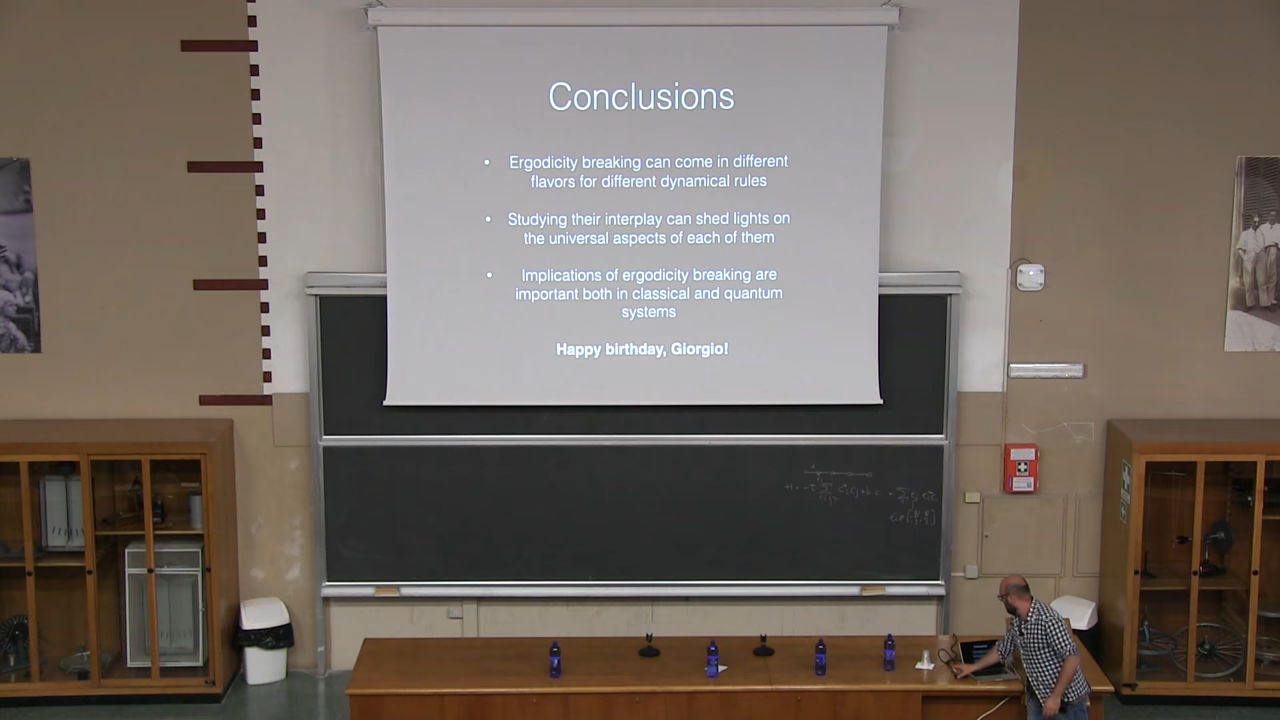 Conclusions
• Ergodicity breaking can come in different
flavors for different dynamical rules
• Studying their interplay can shed lights on
the universal aspects of each of them
• Implications of ergodicity breaking are
important both in classical and quantum
systems
Happy birthday, Giorgio!